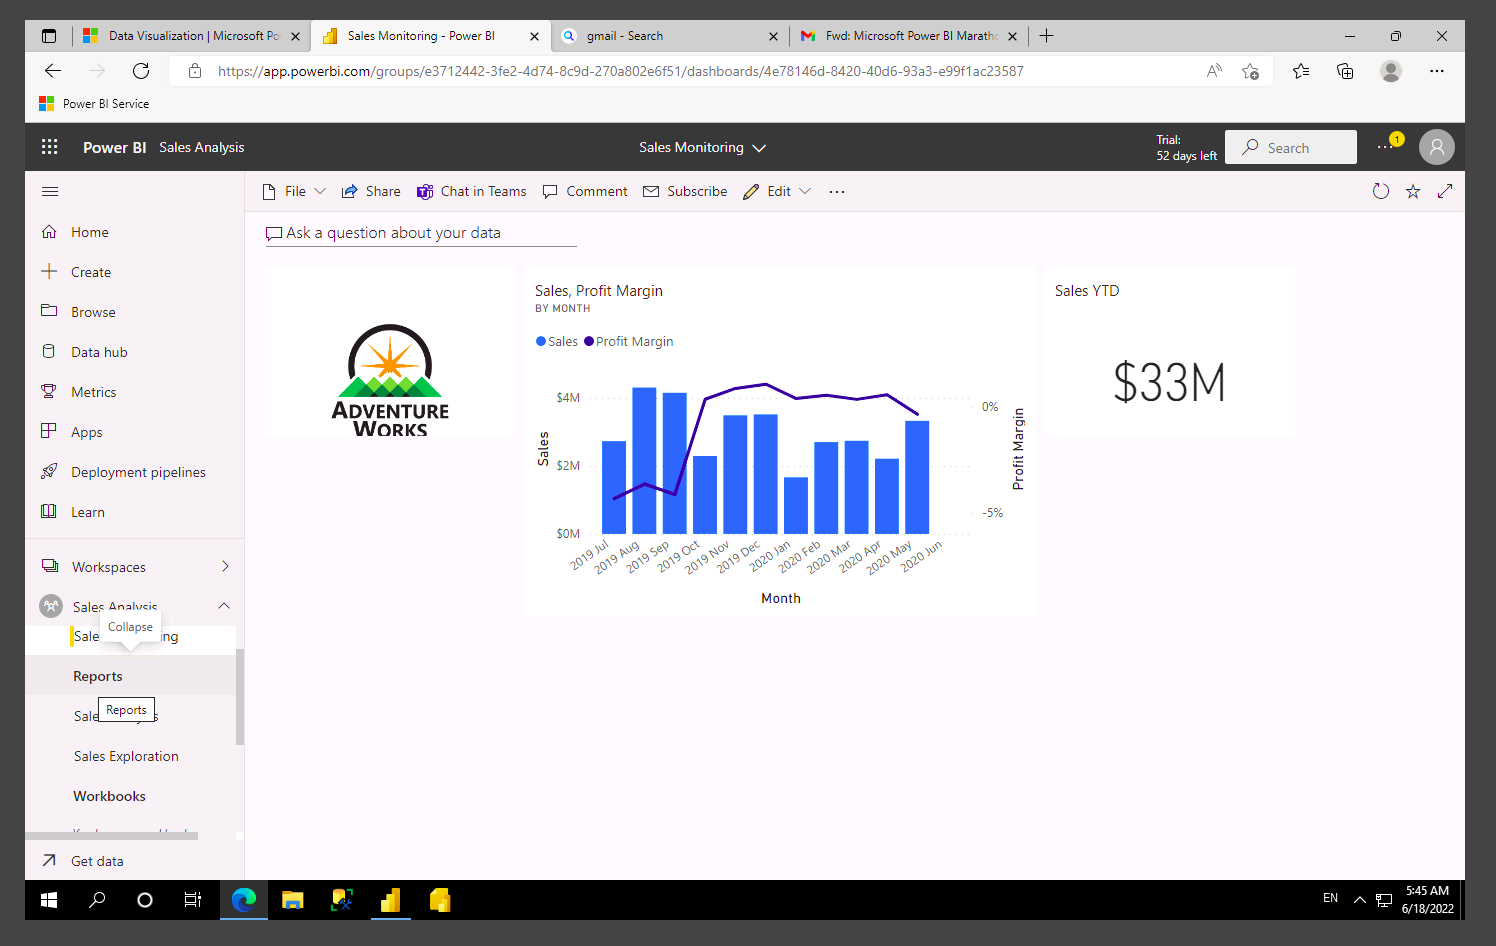 Data Visualization | Microsoft Po
Sales Monitoring - Power BI
gmail - Search
Fwd: Microsoft Power BI Maratho
https://app.powerbi.com/groups/e3712442-3fe2-4d74-8c9d-270a802e6f51/dashboards/4e78146d-8420-40d6-93a3-e99f1ac23587
Power BI Service
Power BI Sales Analysis
Sales Monitoring
Trial:
52 days left
Search
1
File
Share
Chat in Teams
Comment
Subscribe
Edit
Home
Create
Browse
Data hub
Metrics
Apps
Deployment pipelines
Learn
Workspaces
Sales Analysis
Collapse
Sale ing
Reports
Reports
Sale s
Sales Exploration
Workbooks
Get data
Ask a question about your data
ADVENTURE
WORKS
Sales, Profit Margin
BY MONTH
Sales Profit Margin
$4M
$2M
$0M
Sales
0%
-5%
Profit Margin
2019 Jul
2019 Aug
2019 Sep
2019 Oct
2019 Nov
2019 Dec
2020 Jan
2020 Feb
2020 Mar
2020 Apr
2020 May
2020 Jun
Month
Sales YTD
$33M
EN
5:45 AM
6/18/2022